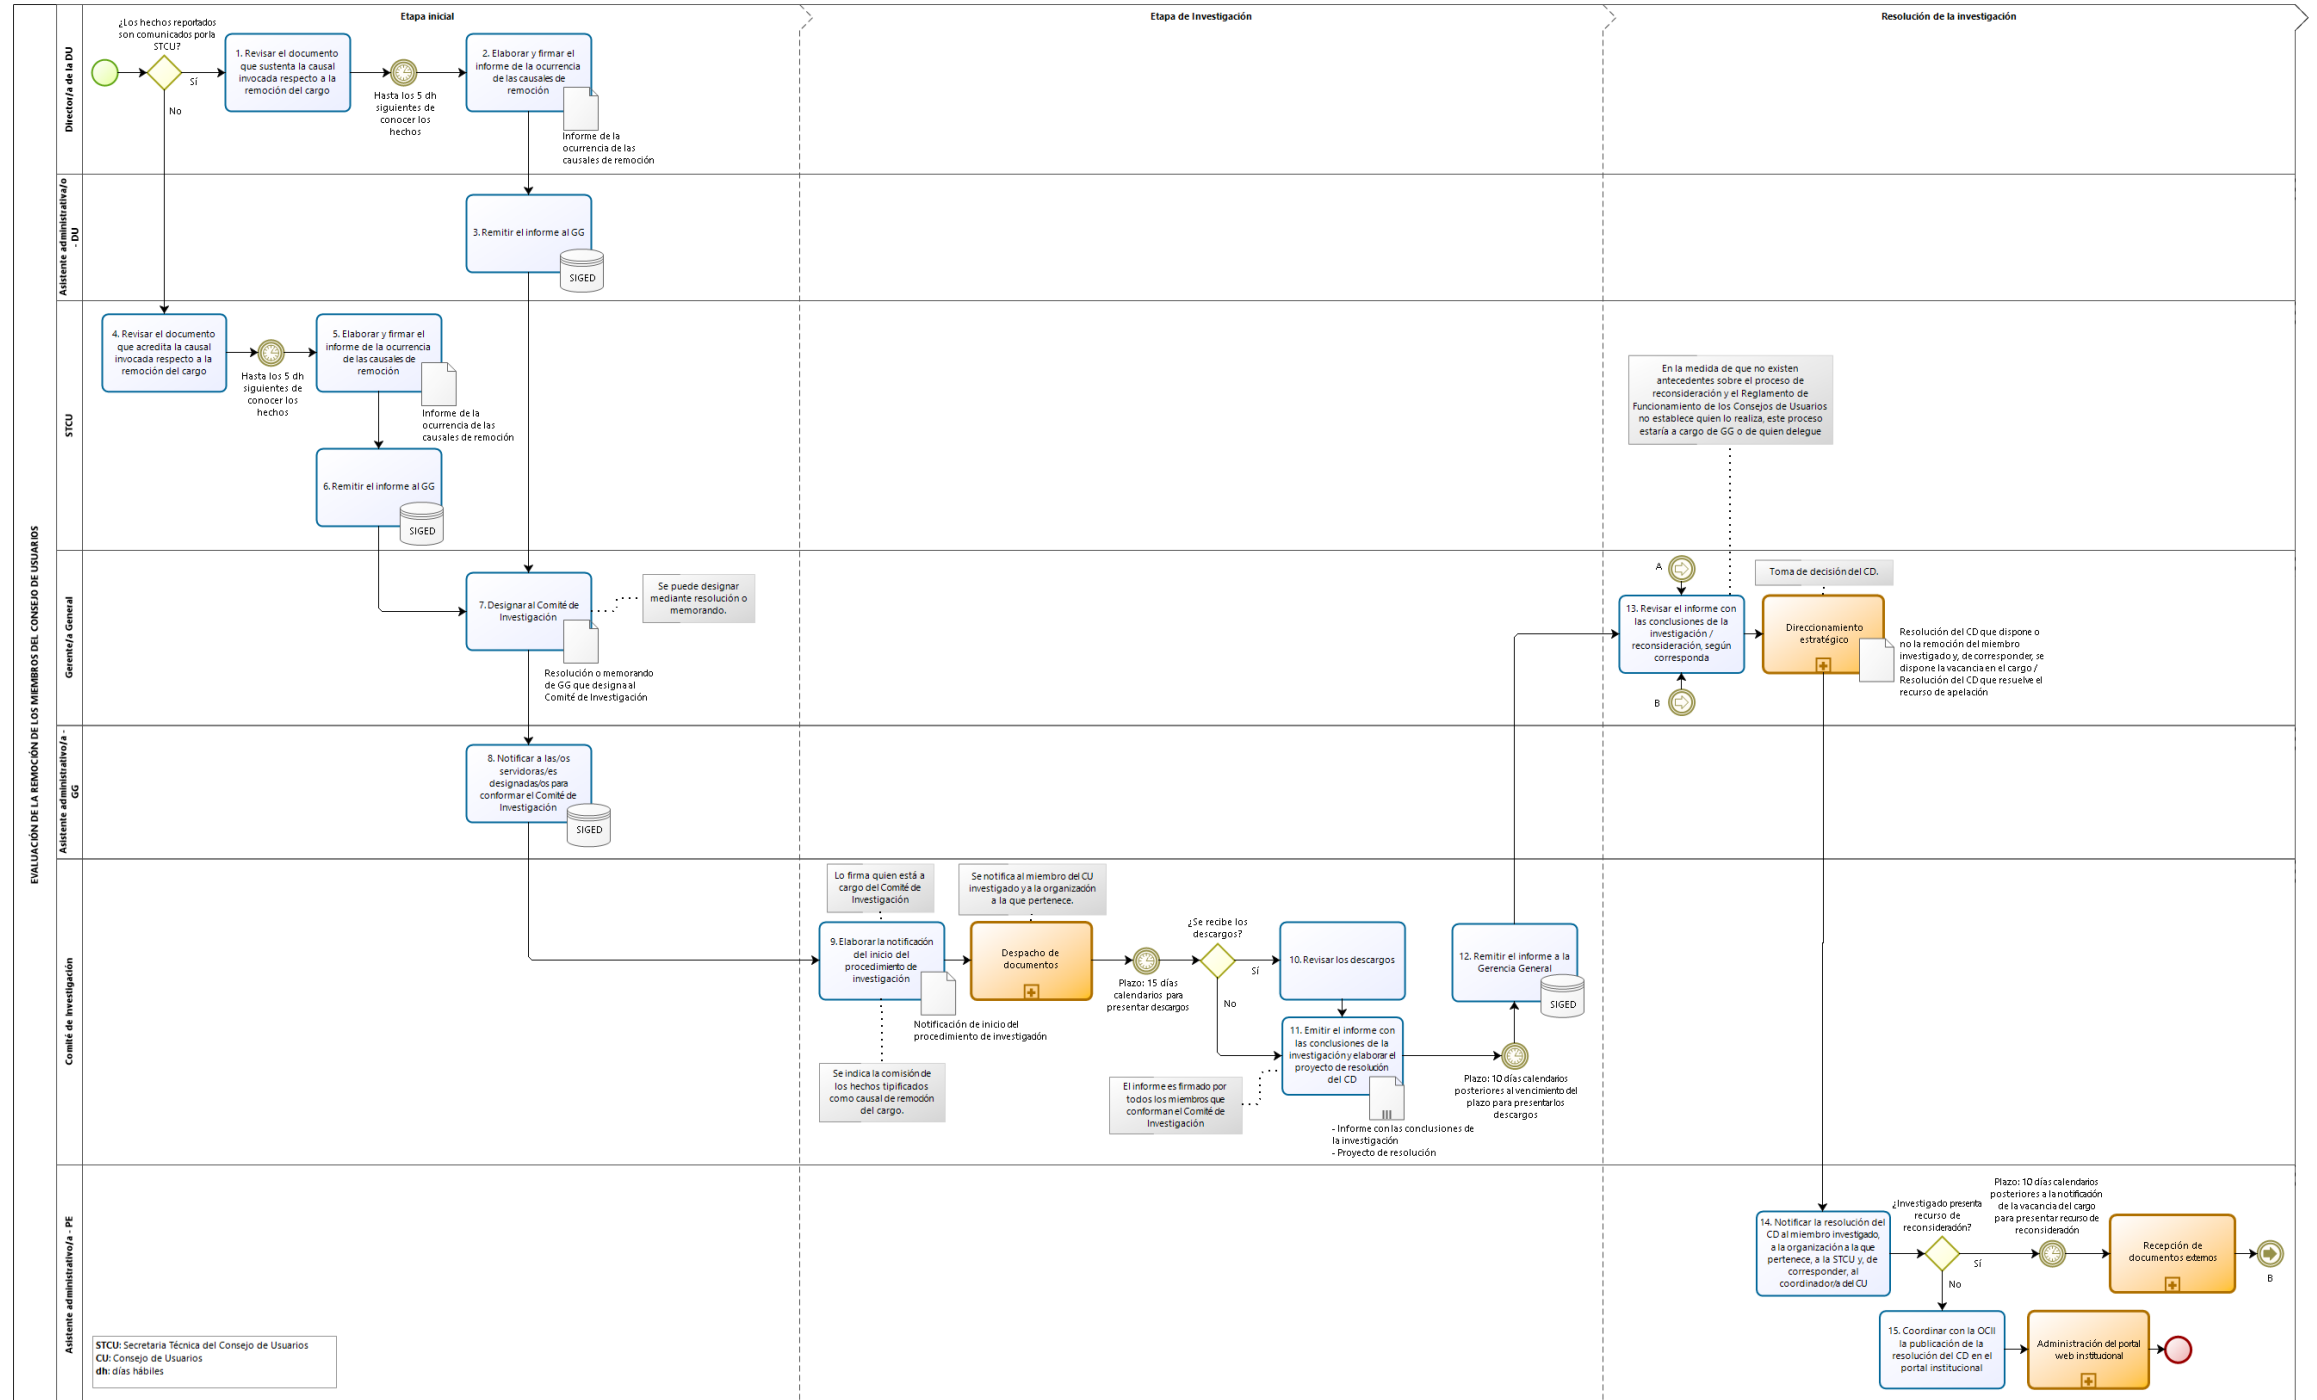 Etapa inicial
Etapa de Investigación
Resolución de la investigación
EVALUACIÓN DE LA REMOCIÓN DE LOS MIEMBROS DEL CONSEJO DE USUARIOS
Director/a de la DU
¿Los hechos reportados
son comunicados por la
STCU?
Sí
No
1. Revisar el documento
que sustenta la causal
invocada respecto a la
remoción del cargo
Hasta los 5 dh
siguientes de
conocer los
hechos
2. Elaborar y firmar el
informe de la ocurrencia
de las causales de
remoción
Informe de la
ocurrencia de las
causales de remoción
Asistente administrativa/o
- DU
3. Remitir el informe al GG
SIGED
STCU
4. Revisar el documento
que acredita la causal
invocada respecto a la
remoción del cargo
Hasta los 5 dh
siguientes de
conocer los
hechos
5. Elaborar y firmar el
informe de la ocurrencia
de las causales de
remoción
Informe de la
ocurrencia de las
causales de remoción
6. Remitir el informe al GG
SIGED
En la medida de que no existen
antecedentes sobre el proceso de
reconsideración y el Reglamento de
Funcionamiento de los Consejos de Usuarios
no establece quien lo realiza, este proceso
estaría a cargo de GG o de quien delegue
Gerente/a General
7. Designar al Comité de
Investigación
Se puede designar
mediante resolución o
memorando.
Resolución o memorando
de GG que designa al
Comité de Investigación
A
13. Revisar el informe con
las conclusiones de la
investigación /
reconsideración, según
corresponda
B
Toma de decisión del CD.
Direccionamiento
estratégico
Resolución del CD que dispone o
no la remoción del miembro
investigado y, de corresponder, se
dispone la vacancia en el cargo /
Resolución del CD que resuelve el
recurso de apelación
Asistente administrativo/a -
GG
8. Notificar a las/os
servidoras/es
designadas/os para
conformar el Comité de
Investigación
SIGED
Comité de Investigación
Lo firma quien está a
cargo del Comité de
Investigación
9. Elaborar la notificación
del inicio del
procedimiento de
investigación
Notificación de inicio del
procedimiento de investigación
Se indica la comisión de
los hechos tipificados
como causal de remoción
del cargo.
Se notifica al miembro del CU
investigado y a la organización
a la que pertenece.
Despacho de
documentos
Plazo: 15 días
calendarios para
presentar descargos
¿Se recibe los
descargos?
Sí
No
10. Revisar los descargos
11. Emitir el informe con
las conclusiones de la
investigación y elaborar el
proyecto de resolución
del CD
El informe es firmado por
todos los miembros que
conforman el Comité de
Investigación
- Informe con las conclusiones de
la investigación
- Proyecto de resolución
Plazo: 10 días calendarios
posteriores al vencimiento del
plazo para presentar los
descargos
12. Remitir el informe a la
Gerencia General
SIGED
Asistente administrativo/a - PE
14. Notificar la resolución del
CD al miembro investigado,
a la organización a la que
pertenece, a la STCU y, de
corresponder, al
coordinador/a del CU
¿Investigado presenta
recurso de
reconsideración?
Sí
No
Plazo: 10 días calendarios
posteriores a la notificación
de la vacancia del cargo
para presentar recurso de
reconsideración
Recepción de
documentos externos
B
15. Coordinar con la OCII
la publicación de la
resolución del CD en el
portal institucional
Administración del portal
web institucional
STCU: Secretaria Técnica del Consejo de Usuarios
CU: Consejo de Usuarios
dh: días hábiles